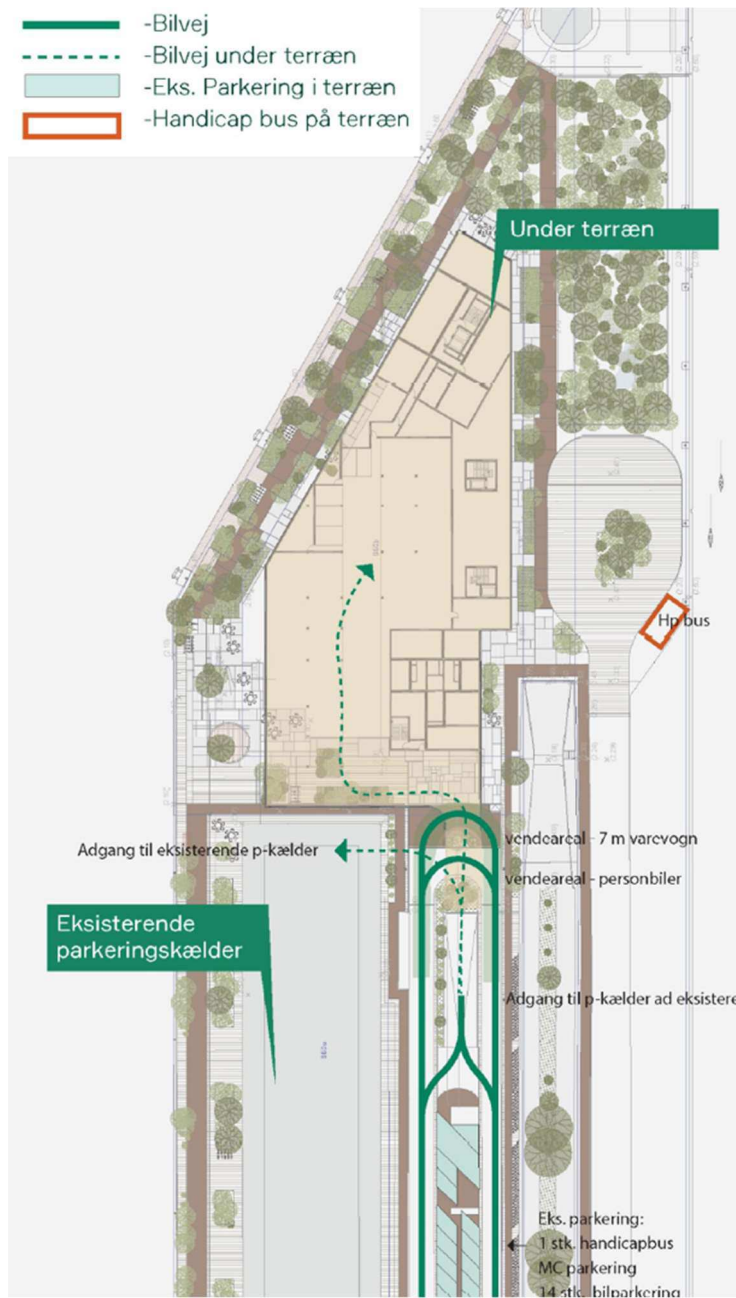 -Bilvej
-Bilvej under terræn
-Eks. Parkering i terræn
-Handicap bus på terræn
Under terræn
Hp bus
vendeareal - 7 m varevogn
Adgang til eksisterende p-kælder
vendeareal - personbiler
Eksisterende
parkeringskælder
Adgang til p-kælder ad eksistere
Eks. parkering:
1 stk. handicapbus
MC parkering
14 stk. bilparkering